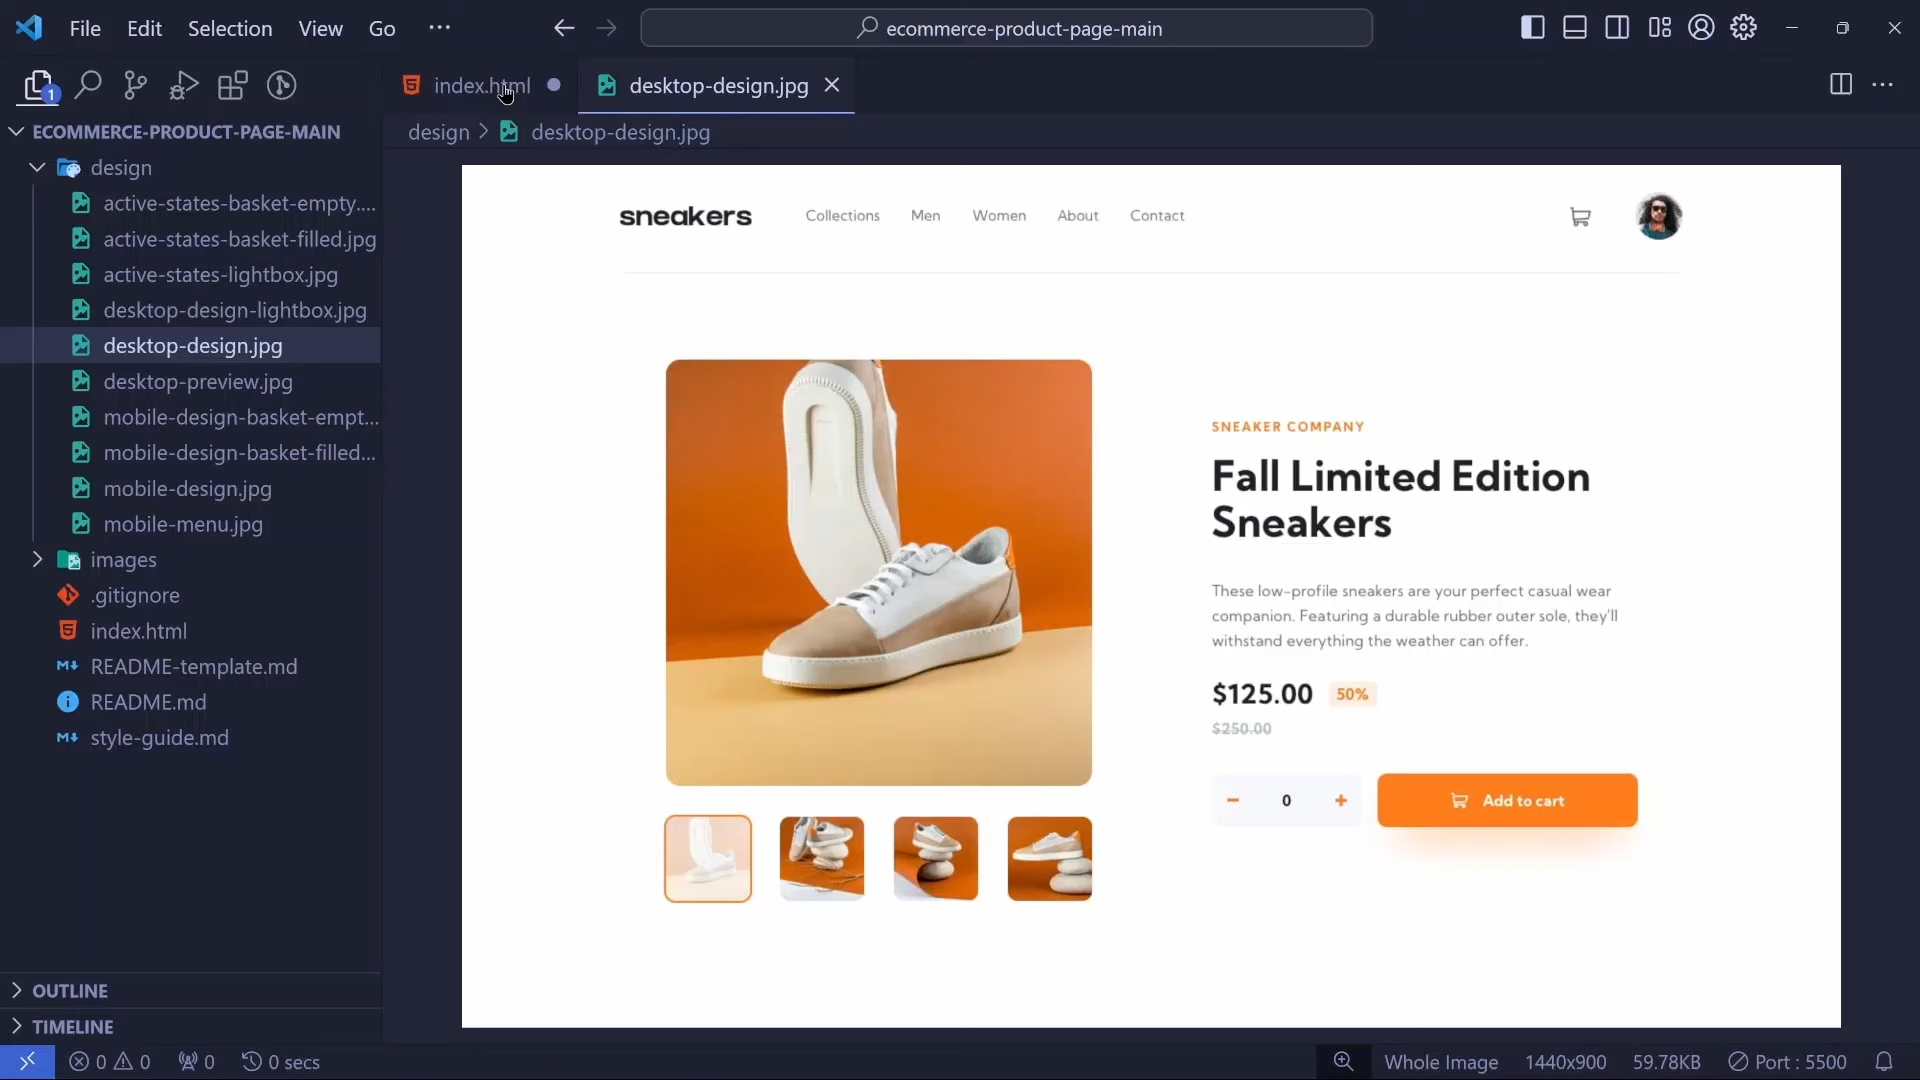 File Edit Selection View Go ...
ecommerce-product-page-main
1
index.html
desktop-design.jpg
ECOMMERCE-PRODUCT-PAGE-MAIN
design > desktop-design.jpg
design
active-states-basket-empty....
active-states-basket-filled.jpg
active-states-lightbox.jpg
desktop-design-lightbox.jpg
desktop-design.jpg
desktop-preview.jpg
mobile-design-basket-empt...
mobile-design-basket-filled...
mobile-design.jpg
mobile-menu.jpg
images
.gitignore
index.html
README-template.md
README.md
style-guide.md
OUTLINE
TIMELINE
sneakers
Collections Men Women About Contact
SNEAKER COMPANY
Fall Limited Edition
Sneakers
These low-profile sneakers are your perfect casual wear
companion. Featuring a durable rubber outer sole, they'll
withstand everything the weather can offer.
$125.00 50%
$250.00
− 0 + Add to cart
0 0 0 0 secs
Whole Image 1440x900 59.78KB Port : 5500